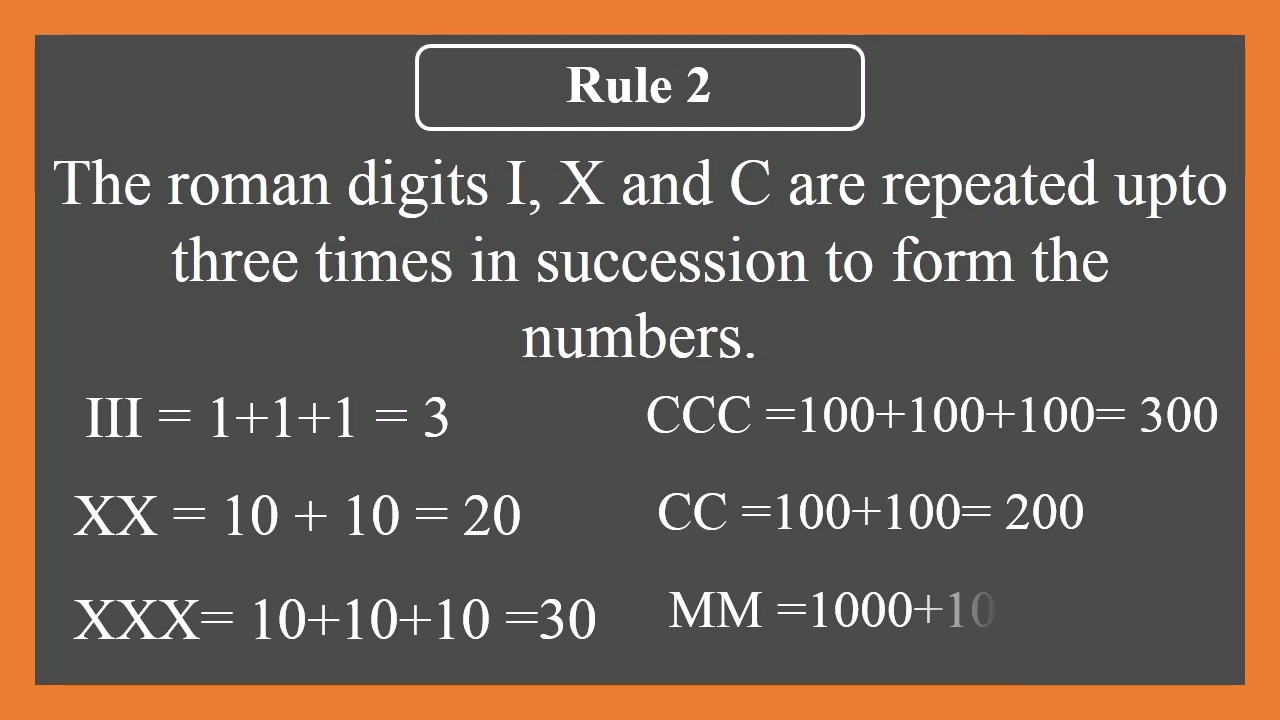 Rule 2
The roman digits I, X and C are repeated upto
three times in succession to form the
numbers.
III = 1+1+1 = 3
CCC =100+100+100= 300
XX = 10 + 10 = 20
CC =100+100= 200
XXX= 10+10+10 =30
MM =1000+10